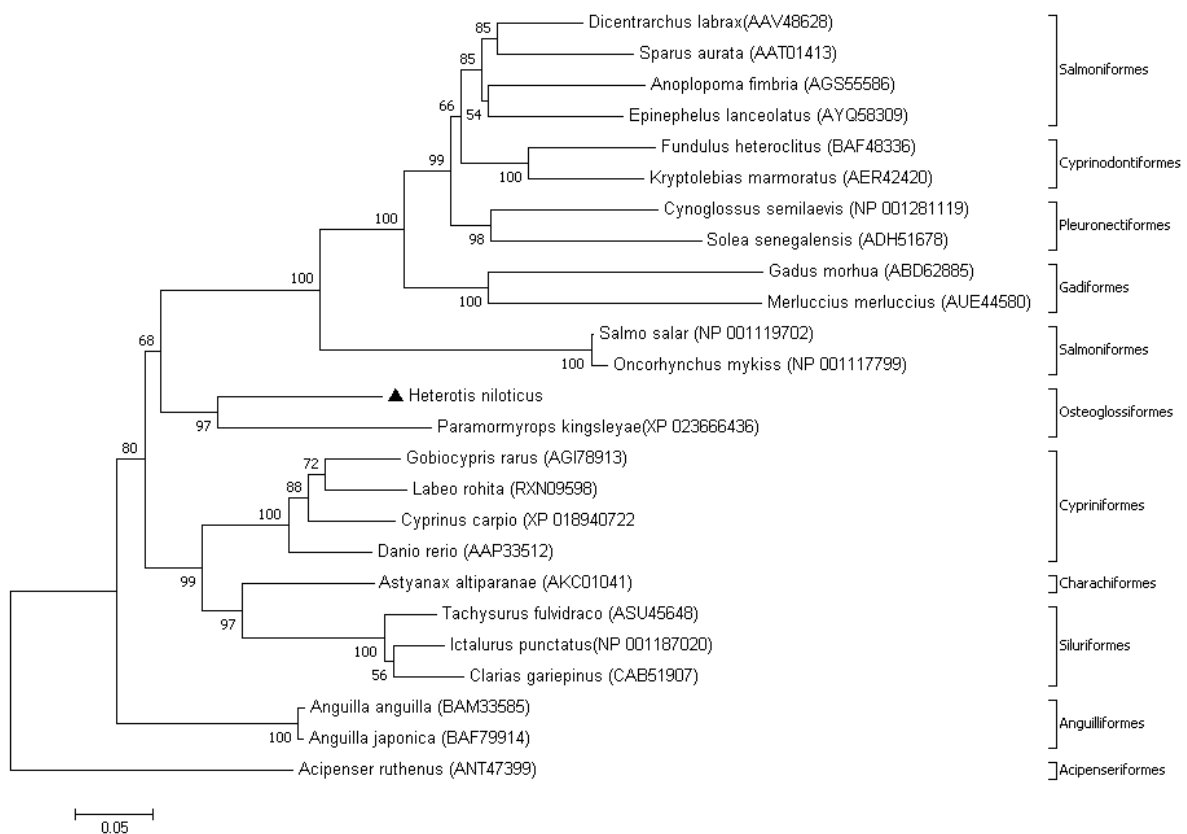 85
Dicentrarchus labrax(AAV48628)
Sparus aurata (AAT01413)
85
Anoplopoma fimbria (AGS55586)
54
Epinephelus lanceolatus (AYQ58309)
Salmoniformes
66
Fundulus heteroclitus (BAF48336)
100
Kryptolebias marmoratus (AER42420)
Cyprinodontiformes
99
Cynoglossus semilaevis (NP 001281119)
98
Solea senegalensis (ADH51678)
Pleuronectiformes
100
Gadus morhua (ABD62885)
100
Merluccius merluccius (AUE44580)
Gadiformes
100
Salmo salar (NP 001119702)
100
Oncorhynchus mykiss (NP 001117799)
Salmoniformes
68
Heterotis niloticus
97
Paramormyrops kingsleyae(XP 023666436)
Osteoglossiformes
80
72
Gobiocypris rarus (AGI78913)
88
Labeo rohita (RXN09598)
100
Cyprinus carpio (XP 018940722
Danio rerio (AAP33512)
Cypriniformes
99
Astyanax altiparanae (AKC01041)
Charachiformes
97
Tachysurus fulvidraco (ASU45648)
100
Ictalurus punctatus(NP 001187020)
56
Clarias gariepinus (CAB51907)
Siluriformes
Anguilla anguilla (BAM33585)
100
Anguilla japonica (BAF79914)
Anguilliformes
Acipenser ruthenus (ANT47399)
Acipenseriformes
0.05